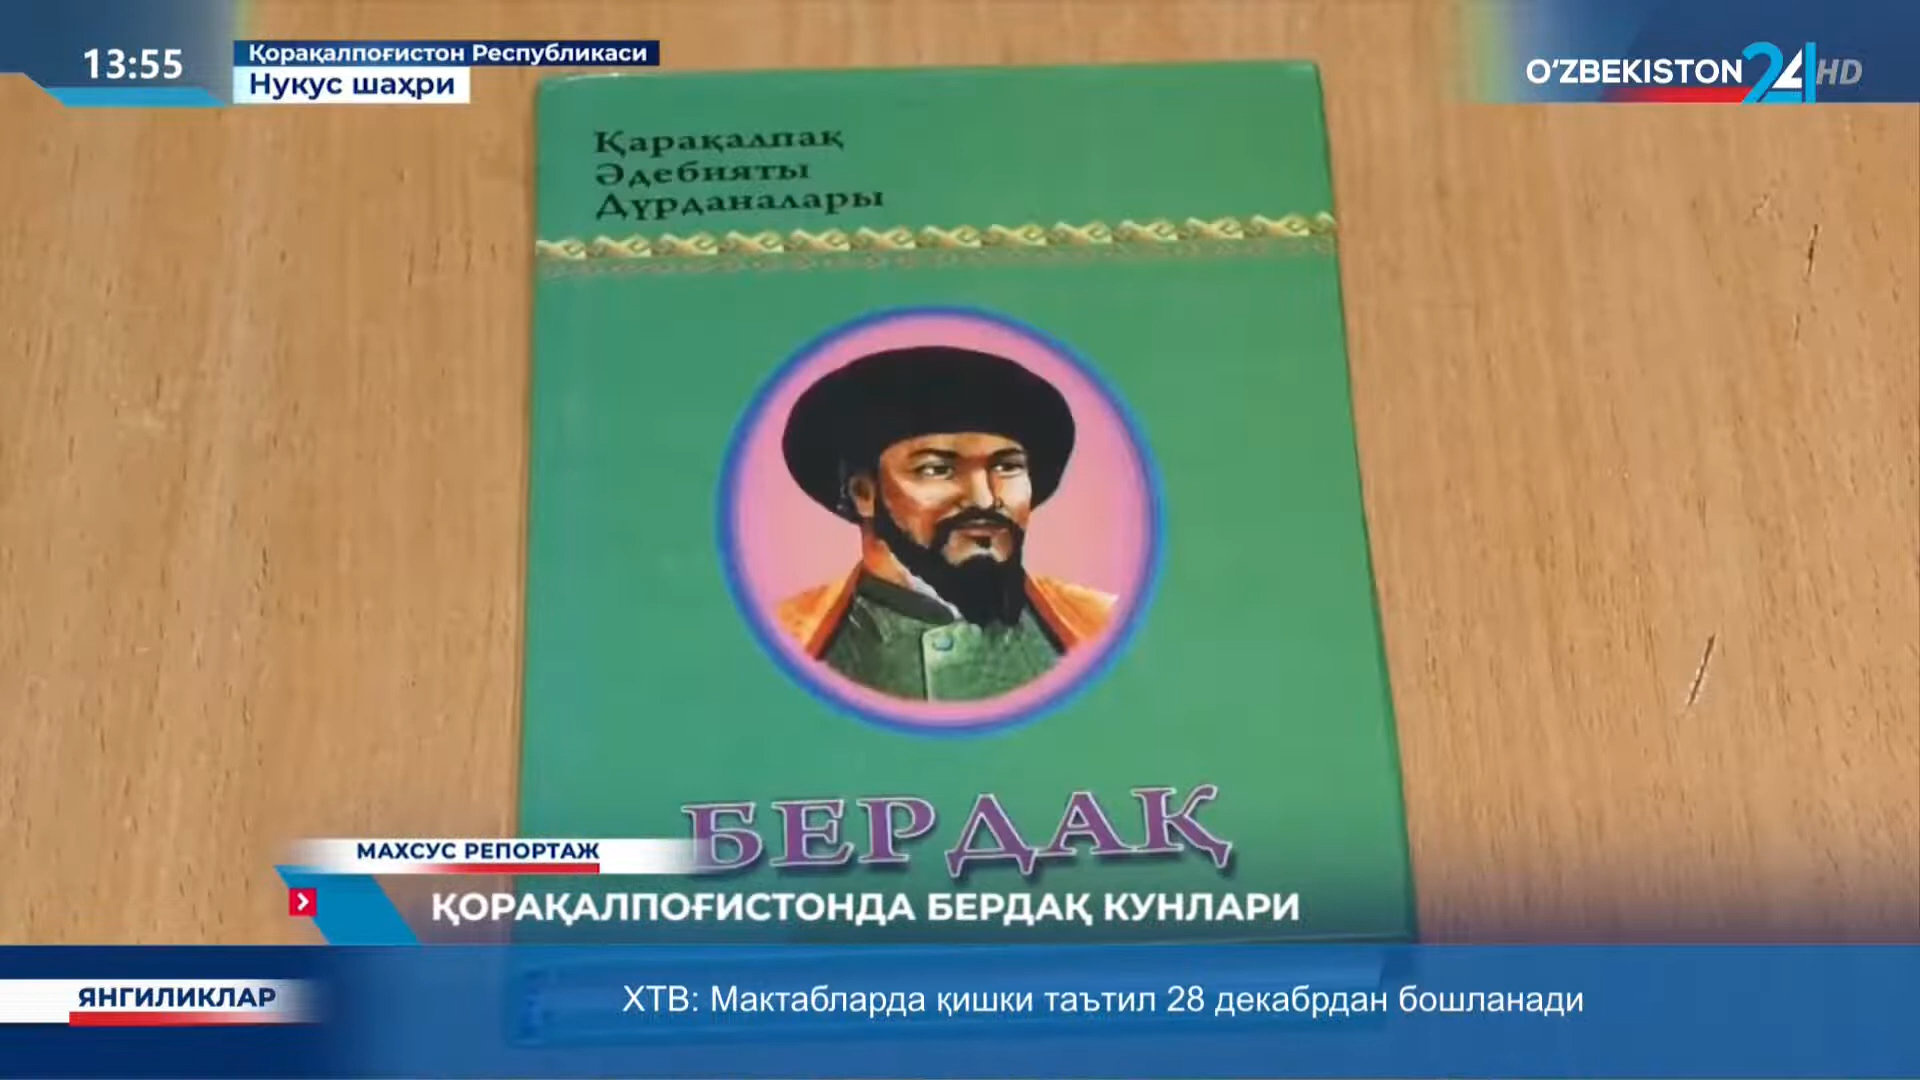 13:55
Қорақалпоғистон Республикаси
Нукус шаҳри
O‘ZBEKISTON 24 HD
Қарақалпақ
Әдебияты
Дүрданалары
БЕРДАҚ
МАХСУС РЕПОРТАЖ
ҚОРАҚАЛПОҒИСТОНДА БЕРДАҚ КУНЛАРИ
ЯНГИЛИКЛАР
ХТВ: Мактабларда қишки таътил 28 декабрдан бошланади